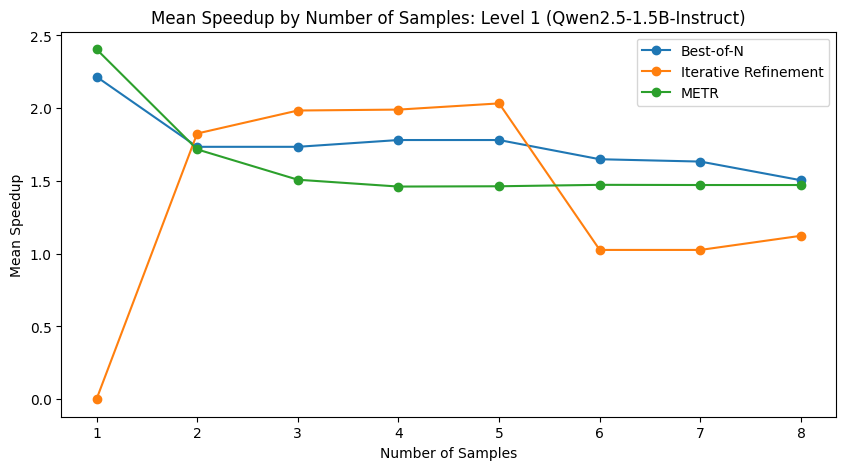 Mean Speedup by Number of Samples: Level 1 (Qwen2.5-1.5B-Instruct)
Best-of-N
Iterative Refinement
METR
Mean Speedup
2.5
2.0
1.5
1.0
0.5
0.0
1 2 3 4 5 6 7 8
Number of Samples